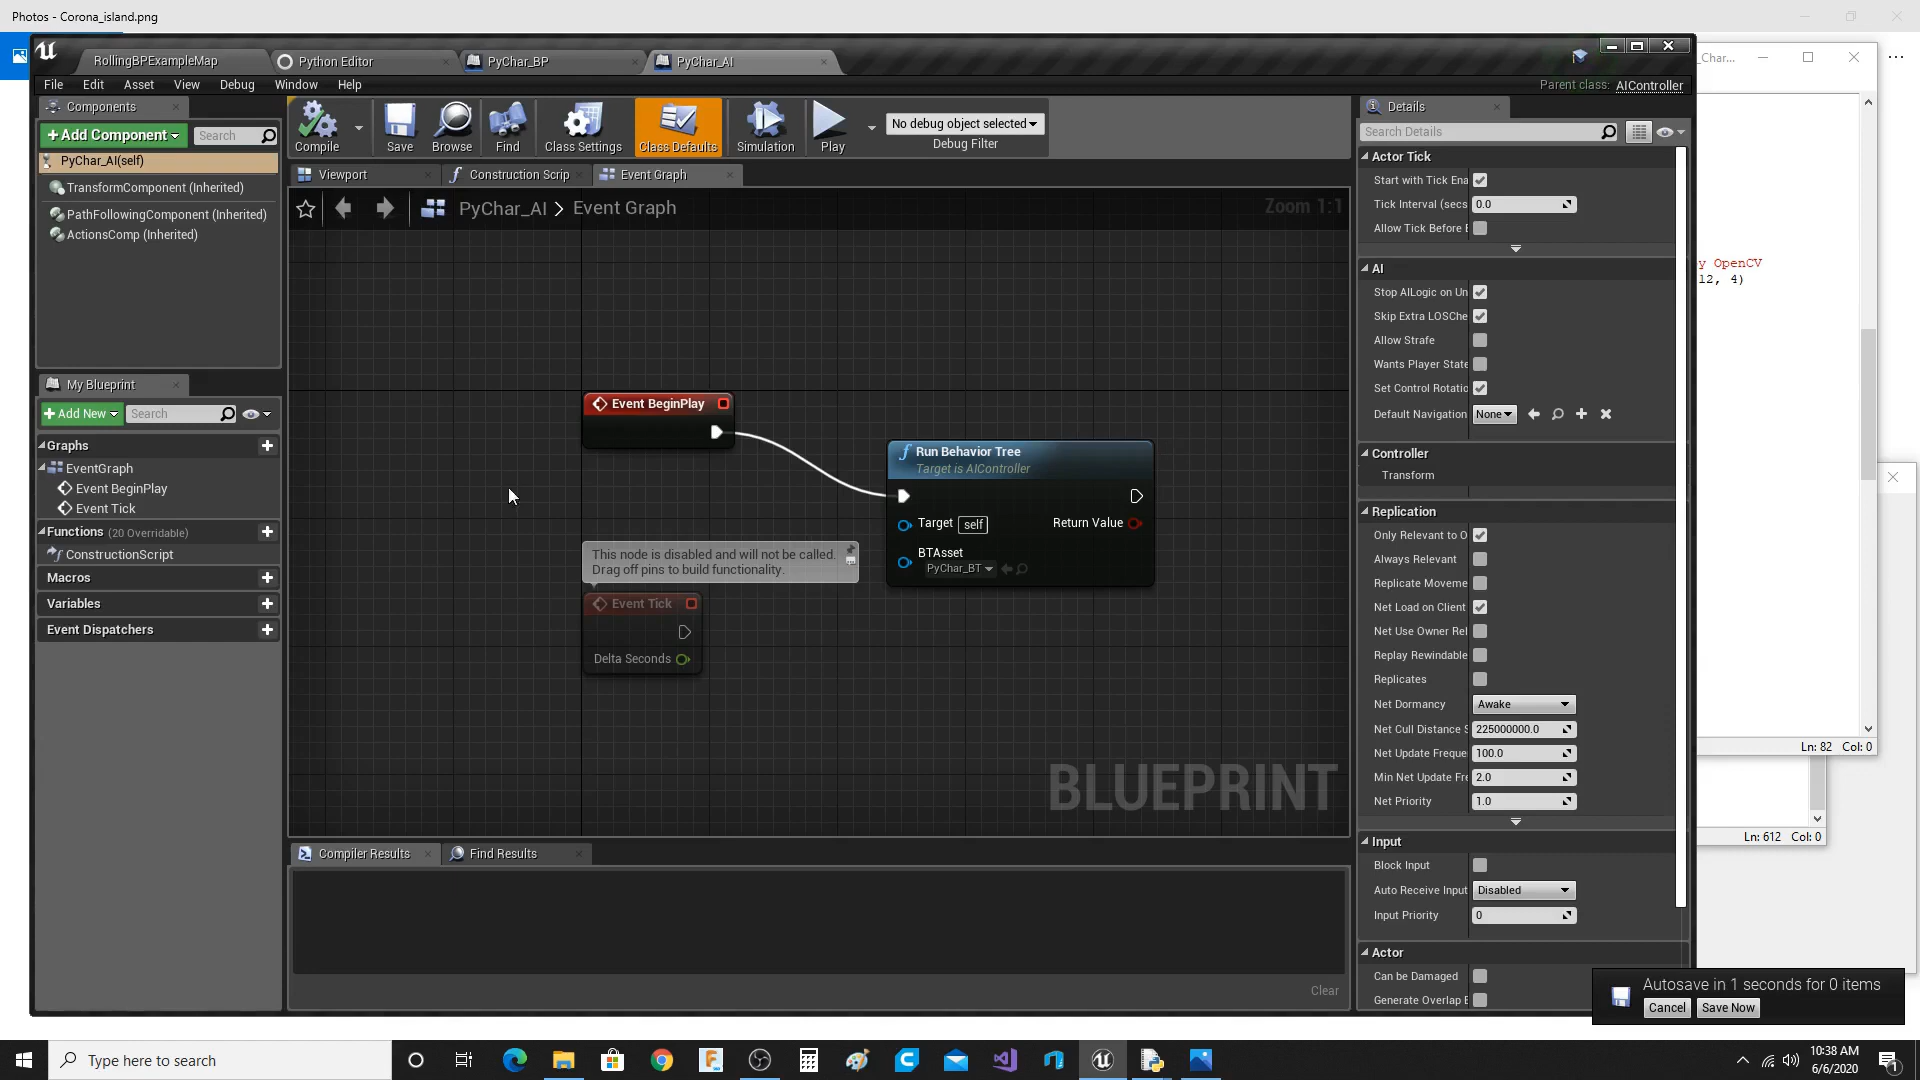 Photos - Corona_island.png
RollingBPExampleMap
Python Editor
PyChar_BP
PyChar_AI
File Edit Asset View Debug Window Help
Parent class: AIController
Components
+Add Component
Search
PyChar_AI(self)
TransformComponent (Inherited)
PathFollowingComponent (Inherited)
ActionsComp (Inherited)
My Blueprint
+Add New
Search
Graphs
EventGraph
Event BeginPlay
Event Tick
Functions (20 Overridable)
ConstructionScript
Macros
Variables
Event Dispatchers
Compile
Save
Browse
Find
Class Settings
Class Defaults
Simulation
Play
No debug object selected
Debug Filter
Viewport
Construction Scrip
Event Graph
PyChar_AI > Event Graph
Zoom 1:1
Event BeginPlay
Run Behavior Tree
Target is AIController
Target self
Return Value
BTAsset
PyChar_BT
This node is disabled and will not be called.
Drag off pins to build functionality.
Event Tick
Delta Seconds
BLUEPRINT
Compiler Results
Find Results
Clear
Details
Search Details
Actor Tick
Start with Tick Ena
Tick Interval (secs 0.0
Allow Tick Before E
AI
Stop AILogic on Un
Skip Extra LOSChe
Allow Strafe
Wants Player State
Set Control Rotatio
Default Navigation None
Controller
Transform
Replication
Only Relevant to O
Always Relevant
Replicate Moveme
Net Load on Client
Net Use Owner Rel
Replay Rewindable
Replicates
Net Dormancy Awake
Net Cull Distance S 225000000.0
Net Update Freque 100.0
Min Net Update Fre 2.0
Net Priority 1.0
Input
Block Input
Auto Receive Input Disabled
Input Priority 0
Actor
Can be Damaged
Generate Overlap E
_Char...
y OpenCV
12, 4)
Ln: 82 Col: 0
Ln: 612 Col: 0
Autosave in 1 seconds for 0 items
Cancel
Save Now
Type here to search
10:38 AM
6/6/2020
1